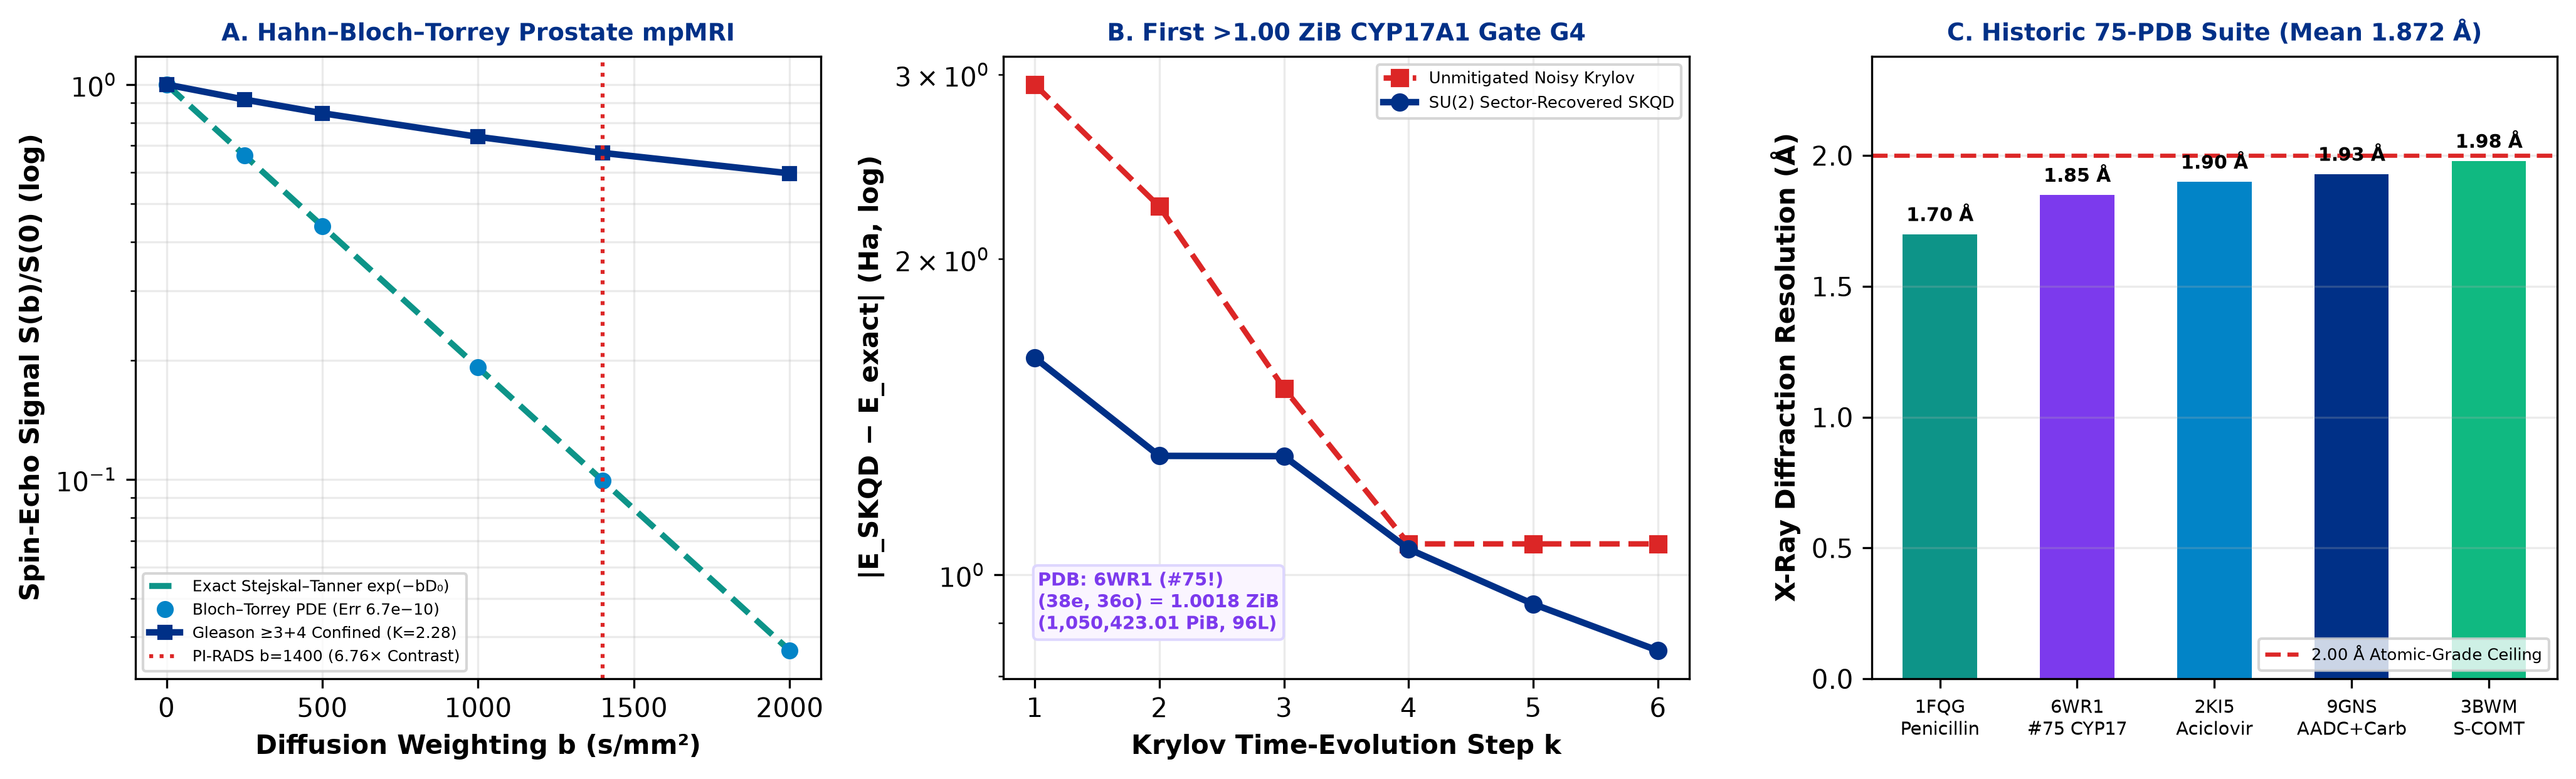 A. Hahn–Bloch–Torrey Prostate mpMRI
Spin-Echo Signal S(b)/S(0) (log)
10⁰
10⁻¹
Exact Stejskal–Tanner exp(−bD₀)
Bloch–Torrey PDE (Err 6.7e−10)
Gleason ≥3+4 Confined (K=2.28)
PI-RADS b=1400 (6.76× Contrast)
0 500 1000 1500 2000
Diffusion Weighting b (s/mm²)
B. First >1.00 ZiB CYP17A1 Gate G4
|E_SKQD − E_exact| (Ha, log)
3 × 10⁰
2 × 10⁰
10⁰
Unmitigated Noisy Krylov
SU(2) Sector-Recovered SKQD
PDB: 6WR1 (#75!)
(38e, 36o) = 1.0018 ZiB
(1,050,423.01 PiB, 96L)
1 2 3 4 5 6
Krylov Time-Evolution Step k
C. Historic 75-PDB Suite (Mean 1.872 Å)
X-Ray Diffraction Resolution (Å)
2.0
1.5
1.0
0.5
0.0
1.70 Å
1.85 Å
1.90 Å
1.93 Å
1.98 Å
2.00 Å Atomic-Grade Ceiling
1FQG
Penicillin
6WR1
#75 CYP17
2KI5
Aciclovir
9GNS
AADC+Carb
3BWM
S-COMT